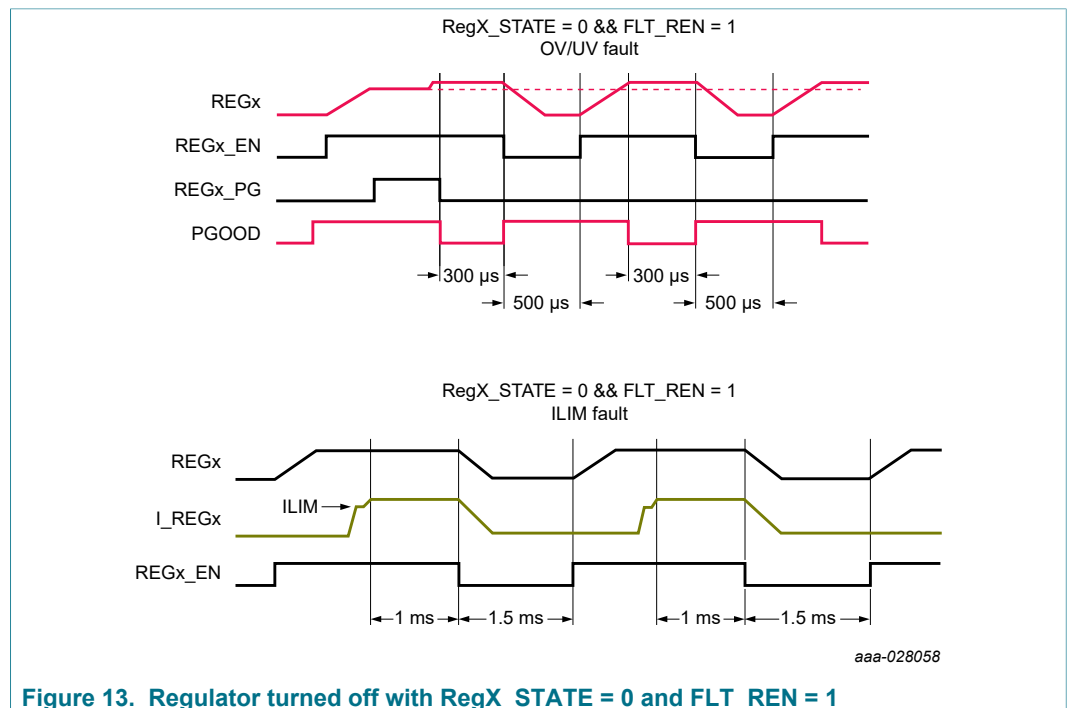 RegX_STATE = 0 && FLT_REN = 1
OV/UV fault
REGx
REGx_EN
REGx_PG
PGOOD
300 μs
300 μs
500 μs
500 μs
RegX_STATE = 0 && FLT_REN = 1
ILIM fault
REGx
ILIM
I_REGx
REGx_EN
1 ms
1.5 ms
1 ms
1.5 ms
aaa-028058
Figure 13. Regulator turned off with RegX_STATE = 0 and FLT_REN = 1